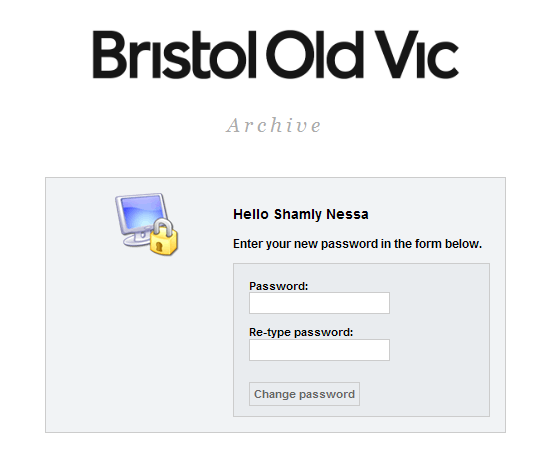 Bristol Old Vic
Archive
Hello Shamly Nessa
Enter your new password in the form below.
Password:
Re-type password:
Change password